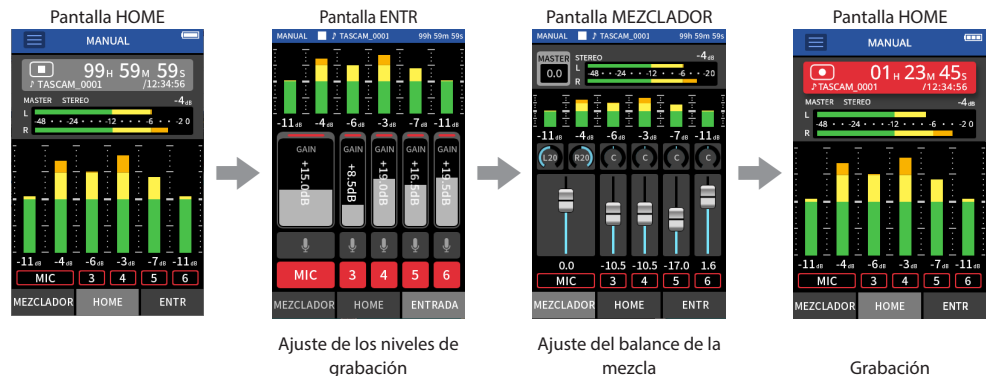 Pantalla HOME
MANUAL
99H 59M 59S
♪ TASCAM_0001 /12:34:56
MASTER STEREO -4dB
L
-48 · · · -24 · · · -12 · · -6 · · -2 0
R
-11dB -4dB -6dB -3dB -7dB -11dB
MIC 3 4 5 6
MEZCLADOR HOME ENTR
Pantalla ENTR
MANUAL ♪ TASCAM_0001 99h 59m 59s
-11dB -4dB -6dB -3dB -7dB -11dB
GAIN GAIN GAIN GAIN GAIN
+15.0dB +8.5dB +19.0dB +16.5dB +19.5dB
MIC 3 4 5 6
MEZCLADOR HOME ENTRADA
Ajuste de los niveles de
grabación
Pantalla MEZCLADOR
MANUAL ♪ TASCAM_0001 99h 59m 59s
MASTER STEREO -4dB
0.0
L
-48 · · · -24 · · · -12 · · -6 · · -2 0
R
-11dB -4dB -6dB -3dB -7dB -11dB
L20 R20 C C C C
0.0 -10.5 -10.5 -17.0 1.6
MIC 3 4 5 6
MEZCLADOR HOME ENTR
Ajuste del balance de la
mezcla
Pantalla HOME
MANUAL
01H 23M 45S
♪ TASCAM_0001 /12:34:56
MASTER STEREO -4dB
L
-48 · · · -24 · · · -12 · · -6 · · -2 0
R
-11dB -4dB -6dB -3dB -7dB -11dB
MIC 3 4 5 6
MEZCLADOR HOME ENTR
Grabación